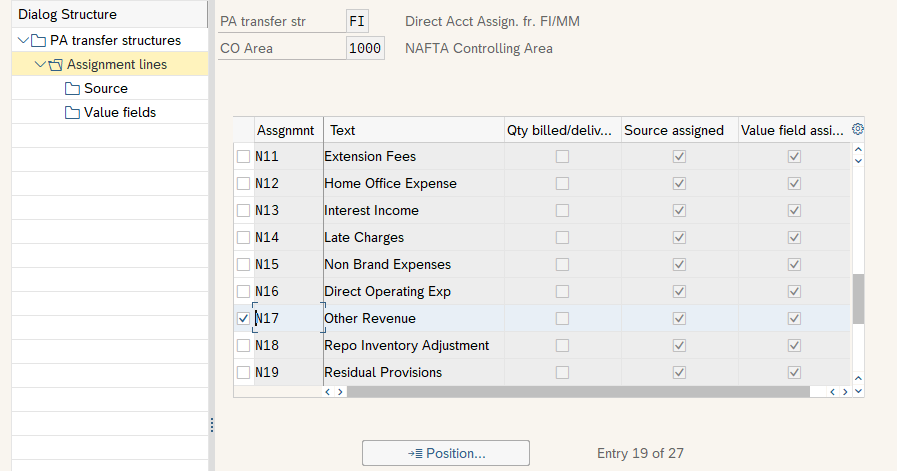 Dialog Structure
PA transfer structures
Assignment lines
Source
Value fields
PA transfer str FI Direct Acct Assign. fr. FI/MM
CO Area 1000 NAFTA Controlling Area
Assgnmnt Text Qty billed/deliv... Source assigned Value field assi...
N11 Extension Fees
N12 Home Office Expense
N13 Interest Income
N14 Late Charges
N15 Non Brand Expenses
N16 Direct Operating Exp
N17 Other Revenue
N18 Repo Inventory Adjustment
N19 Residual Provisions
Position... Entry 19 of 27